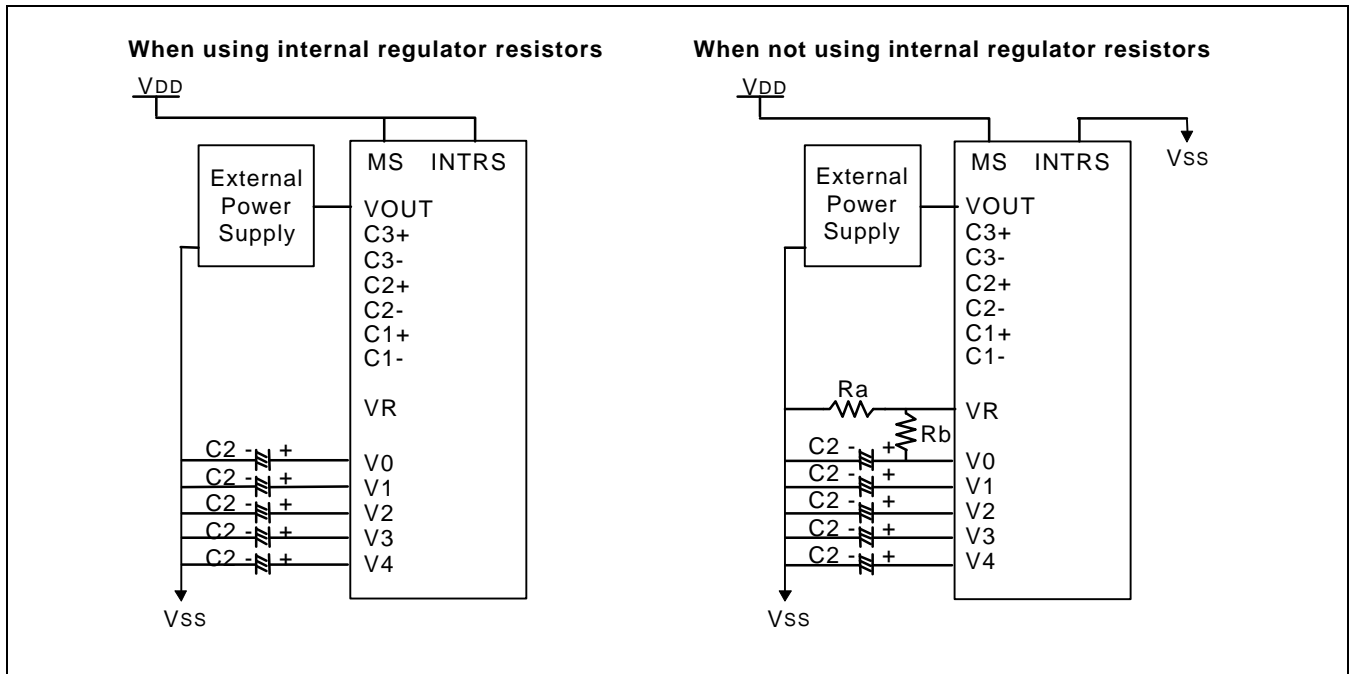 When using internal regulator resistors
VDD
MS INTRS
External
Power
Supply
VOUT
C3+
C3-
C2+
C2-
C1+
C1-
VR
C2 - + V0
C2 - + V1
C2 - + V2
C2 - + V3
C2 - + V4
Vss
When not using internal regulator resistors
VDD
MS INTRS
Vss
External
Power
Supply
VOUT
C3+
C3-
C2+
C2-
C1+
C1-
Ra
VR
Rb
C2 - + V0
C2 - + V1
C2 - + V2
C2 - + V3
C2 - + V4
Vss